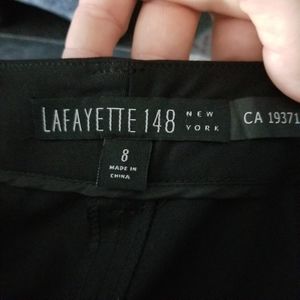 LAFAYETTE 148 NEW YORK
CA 19371
8
MADE IN
CHINA